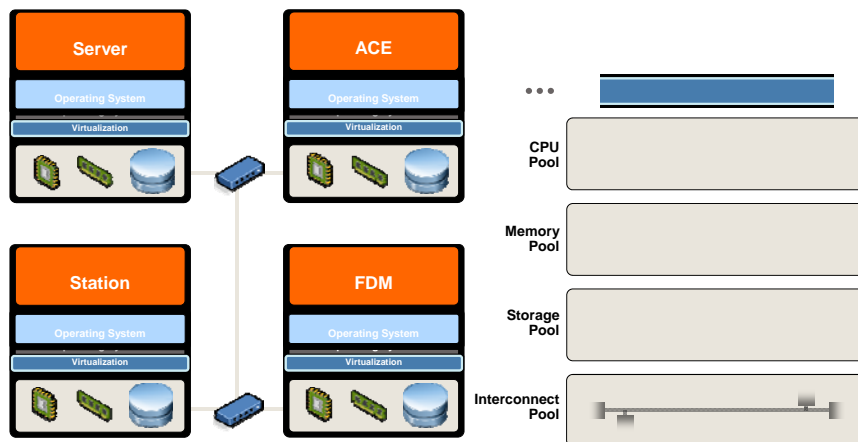 Server
Operating System
Virtualization
ACE
Operating System
Virtualization
Station
Operating System
Virtualization
FDM
Operating System
Virtualization
...
CPU
Pool
Memory
Pool
Storage
Pool
Interconnect
Pool